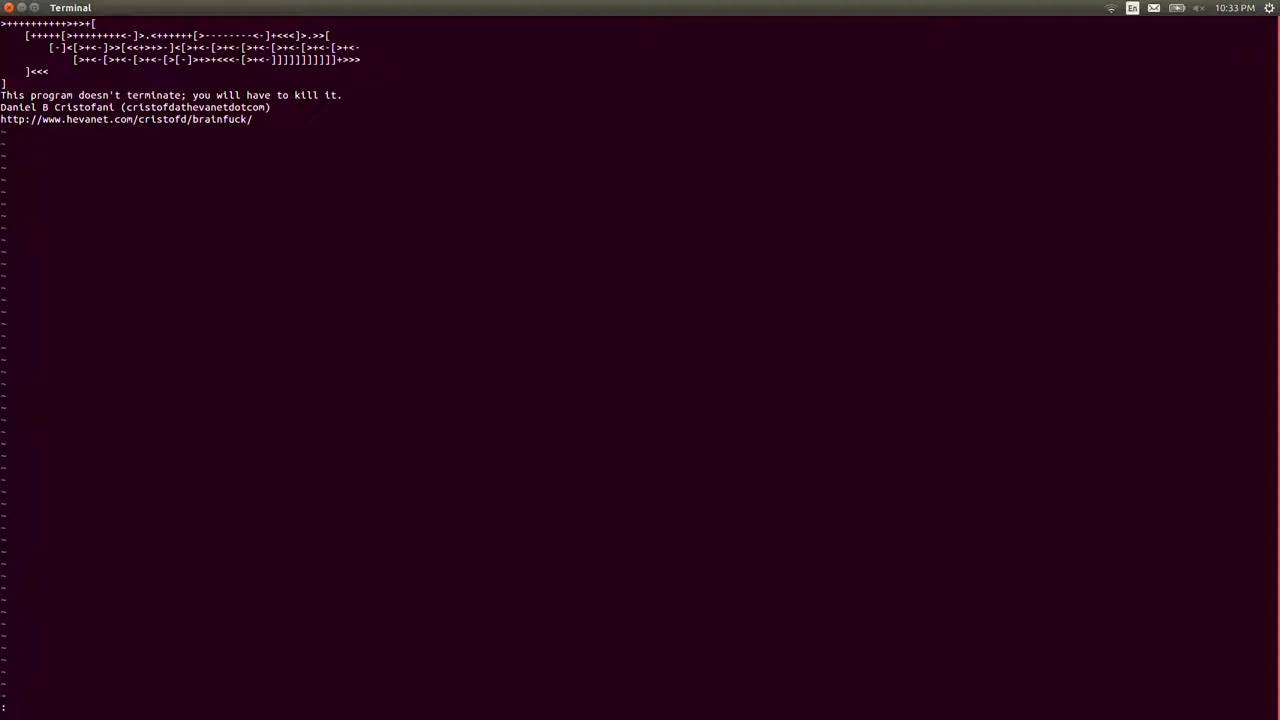 Terminal
En
10:33 PM
>++++++++++>+>+[
    [+++++[>++++++++<-]>.<++++++[>--------<-]+<<<]>.>>[
        [-]<[>+<-]>>[<<+>+>-]<[>+<-[>+<-[>+<-[>+<-[>+<-[>+<-
            [>+<-[>+<-[>+<-[>[-]>+>+<<<-[>+<-]]]]]]]]]]]+>>>
    ]<<<
]
This program doesn't terminate; you will have to kill it.
Daniel B Cristofani (cristofdathevanetdotcom)
http://www.hevanet.com/cristofd/brainfuck/
: